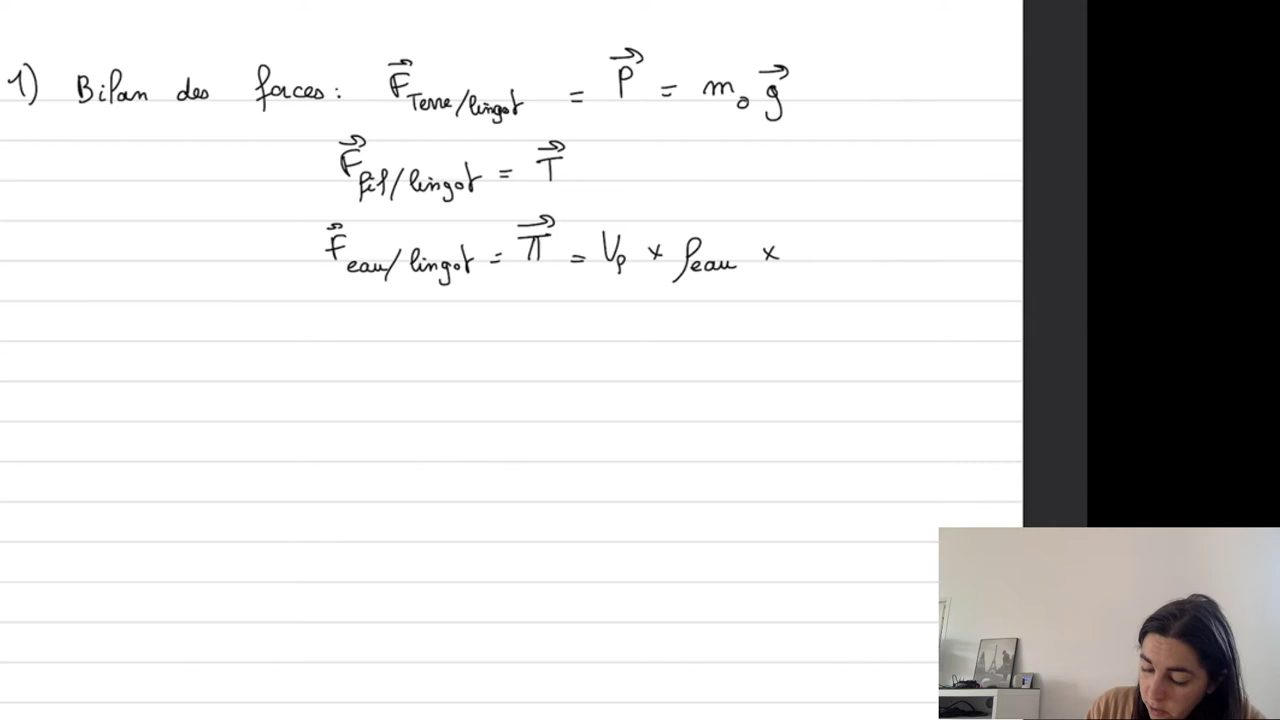 1) Bilan des forces : F⃗ Terre/lingot = P⃗ = m₀ g⃗
F⃗ fil/lingot = T⃗
F⃗ eau/lingot = π⃗ = Vₚ × ρeau ×